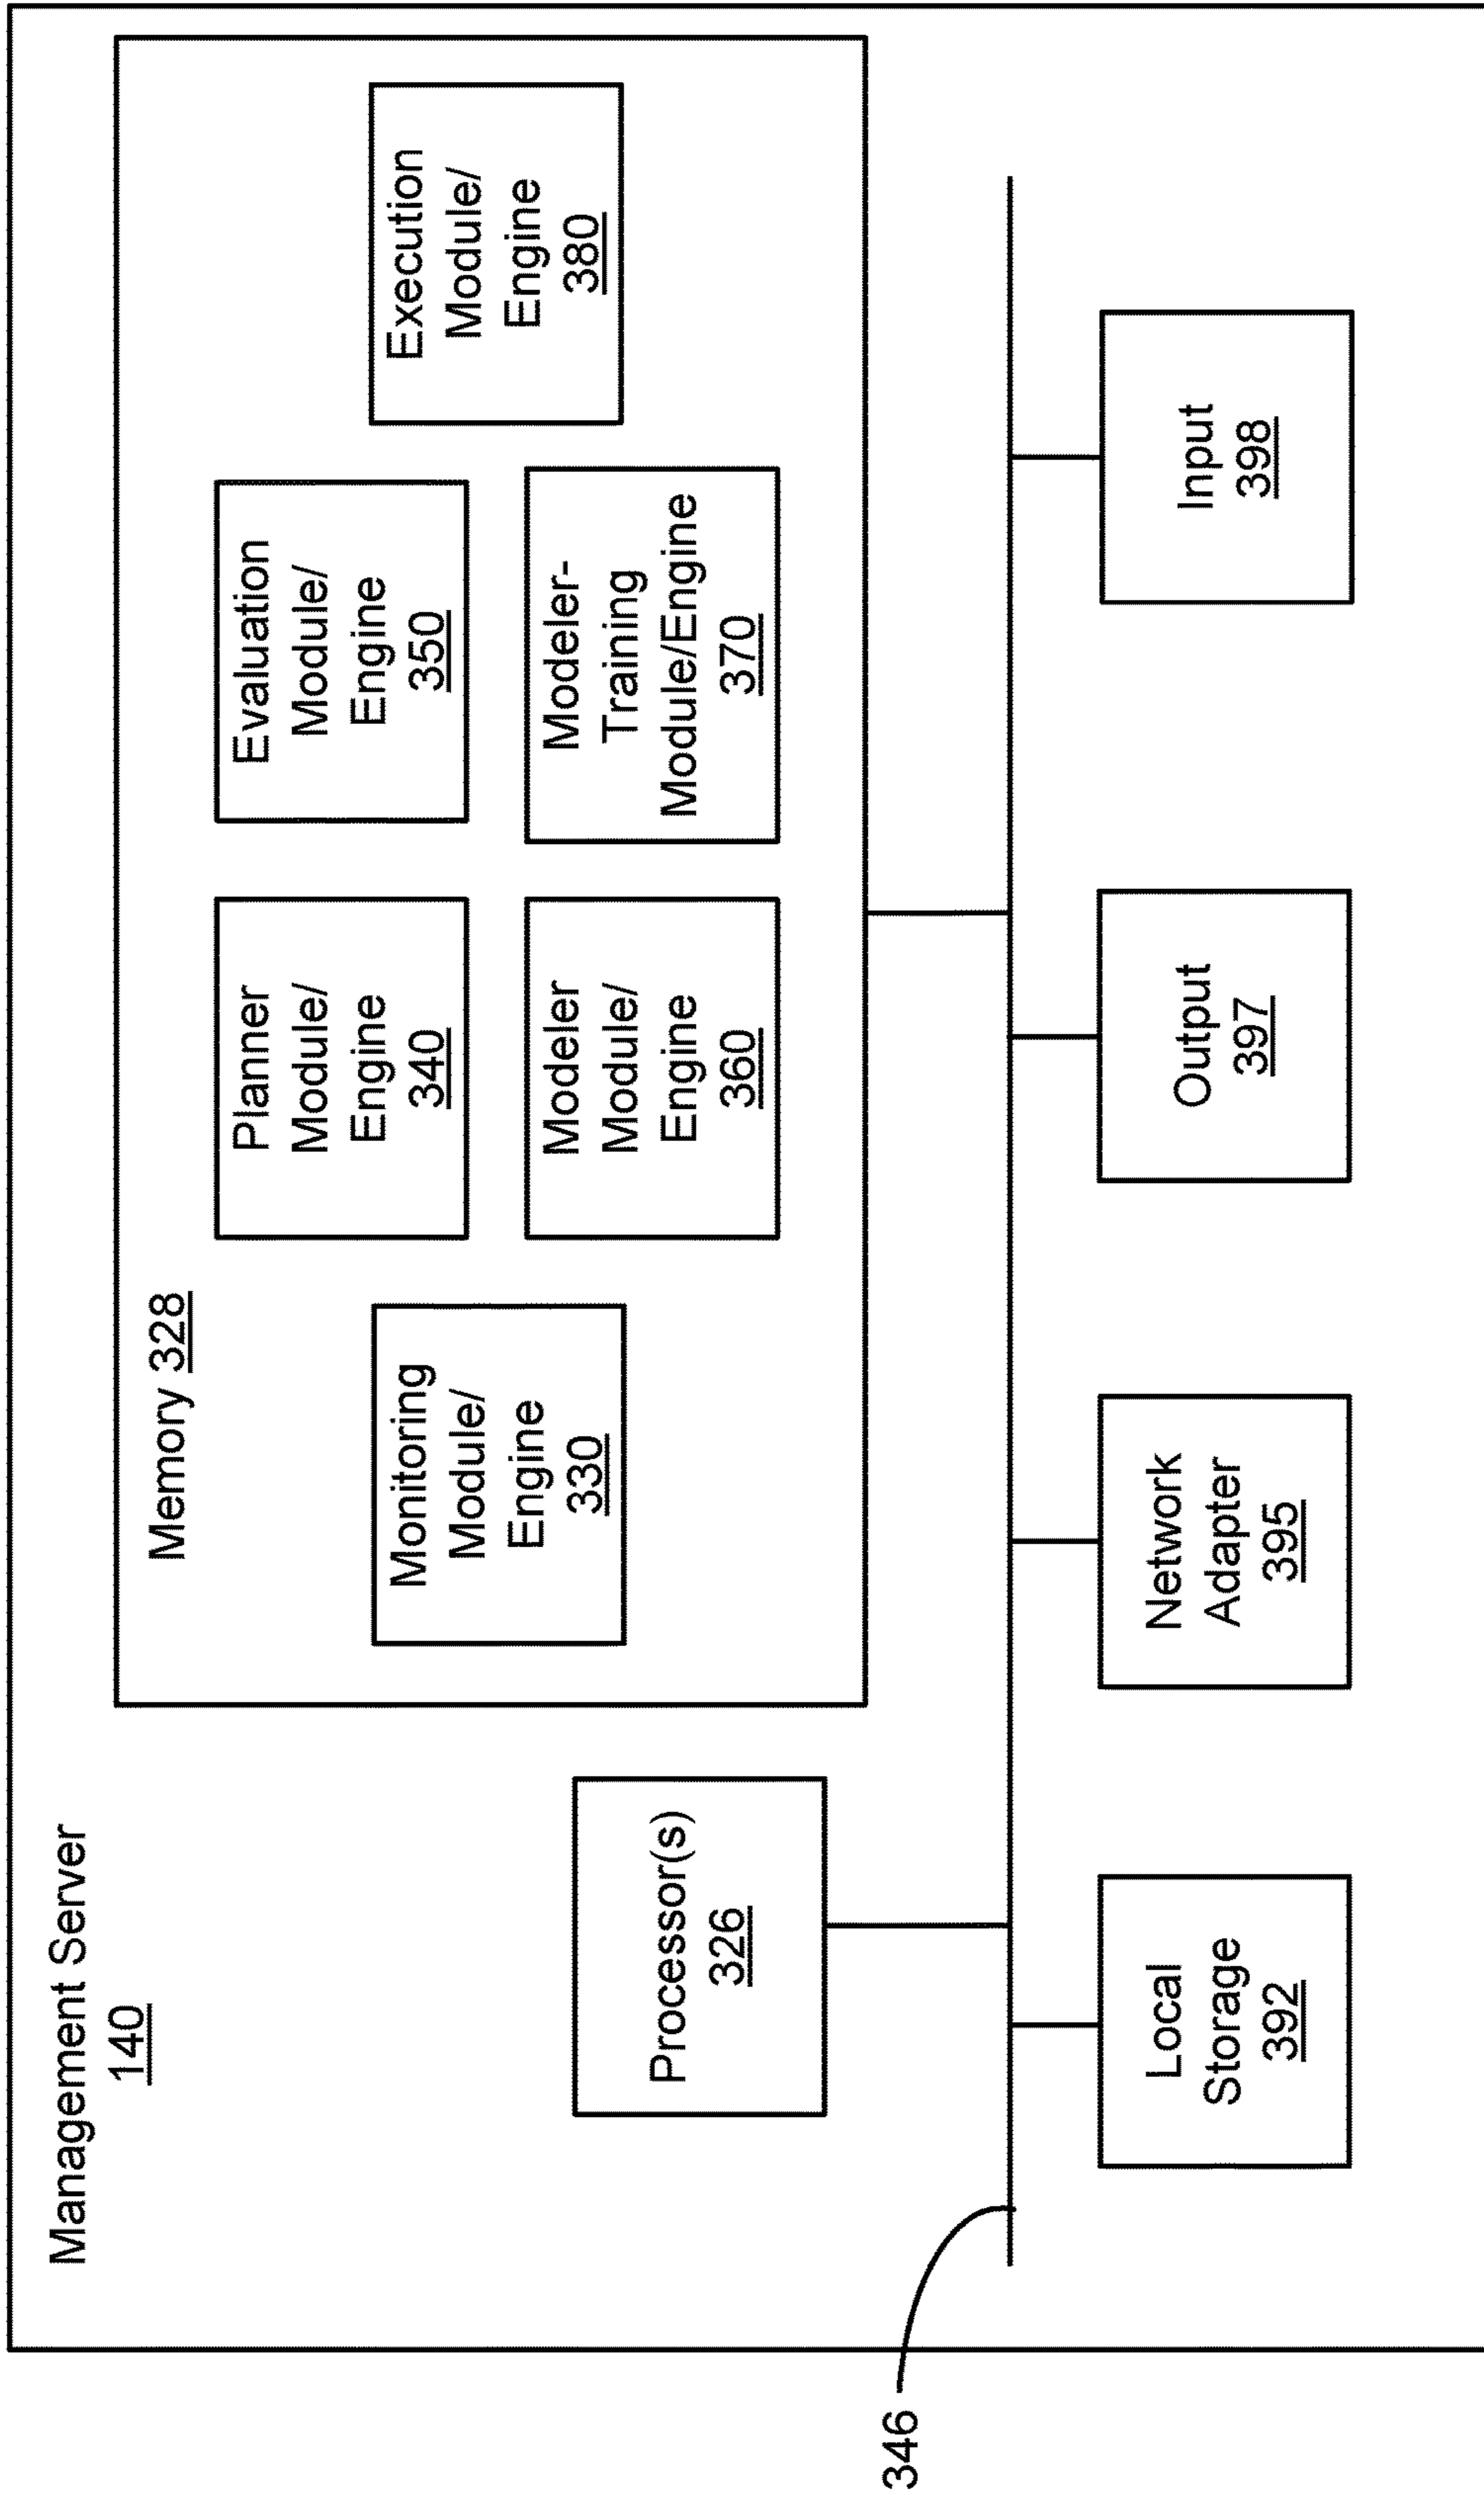 Management Server
140
Memory 328
Monitoring
Module/
Engine
330
Planner
Module/
Engine
340
Evaluation
Module/
Engine
350
Modeler
Module/
Engine
360
Modeler-
Training
Module/Engine
370
Execution
Module/
Engine
380
Processor(s)
326
346
Local
Storage
392
Network
Adapter
395
Output
397
Input
398